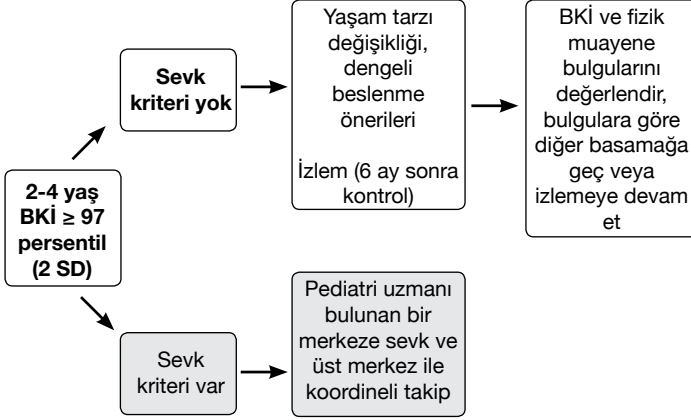 2-4 yaş
BKİ ≥ 97
persentil
(2 SD)
Sevk
kriteri yok
Yaşam tarzı
değişikliği,
dengeli
beslenme
önerileri
İzlem (6 ay sonra
kontrol)
BKİ ve fizik
muayene
bulgularını
değerlendir,
bulgulara göre
diğer basamağa
geç veya
izlemeye devam
et
Sevk
kriteri var
Pediatri uzmanı
bulunan bir
merkeze sevk ve
üst merkez ile
koordineli takip